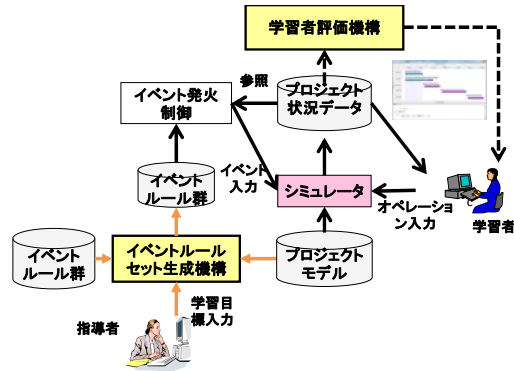 学習者評価機構
参照
プロジェクト
状況データ
イベント発火
制御
イベント
ルール群
イベント
入力
シミュレータ
オペレーショ
ン入力
学習者
イベント
ルール群
イベントルール
セット生成機構
プロジェクト
モデル
学習目
標入力
指導者